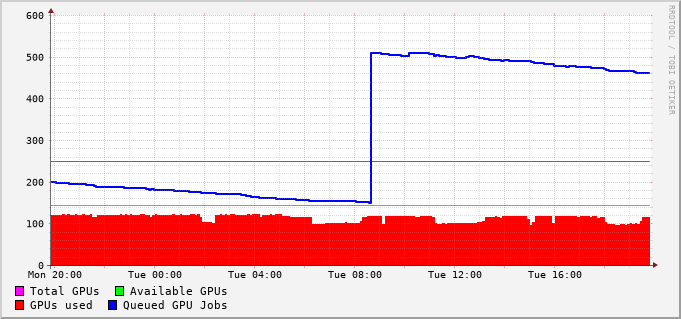 600
500
400
300
200
100
0
Mon 20:00 Tue 00:00 Tue 04:00 Tue 08:00 Tue 12:00 Tue 16:00
Total GPUs Available GPUs
GPUs used Queued GPU Jobs
RRDTOOL / TOBI OETIKER